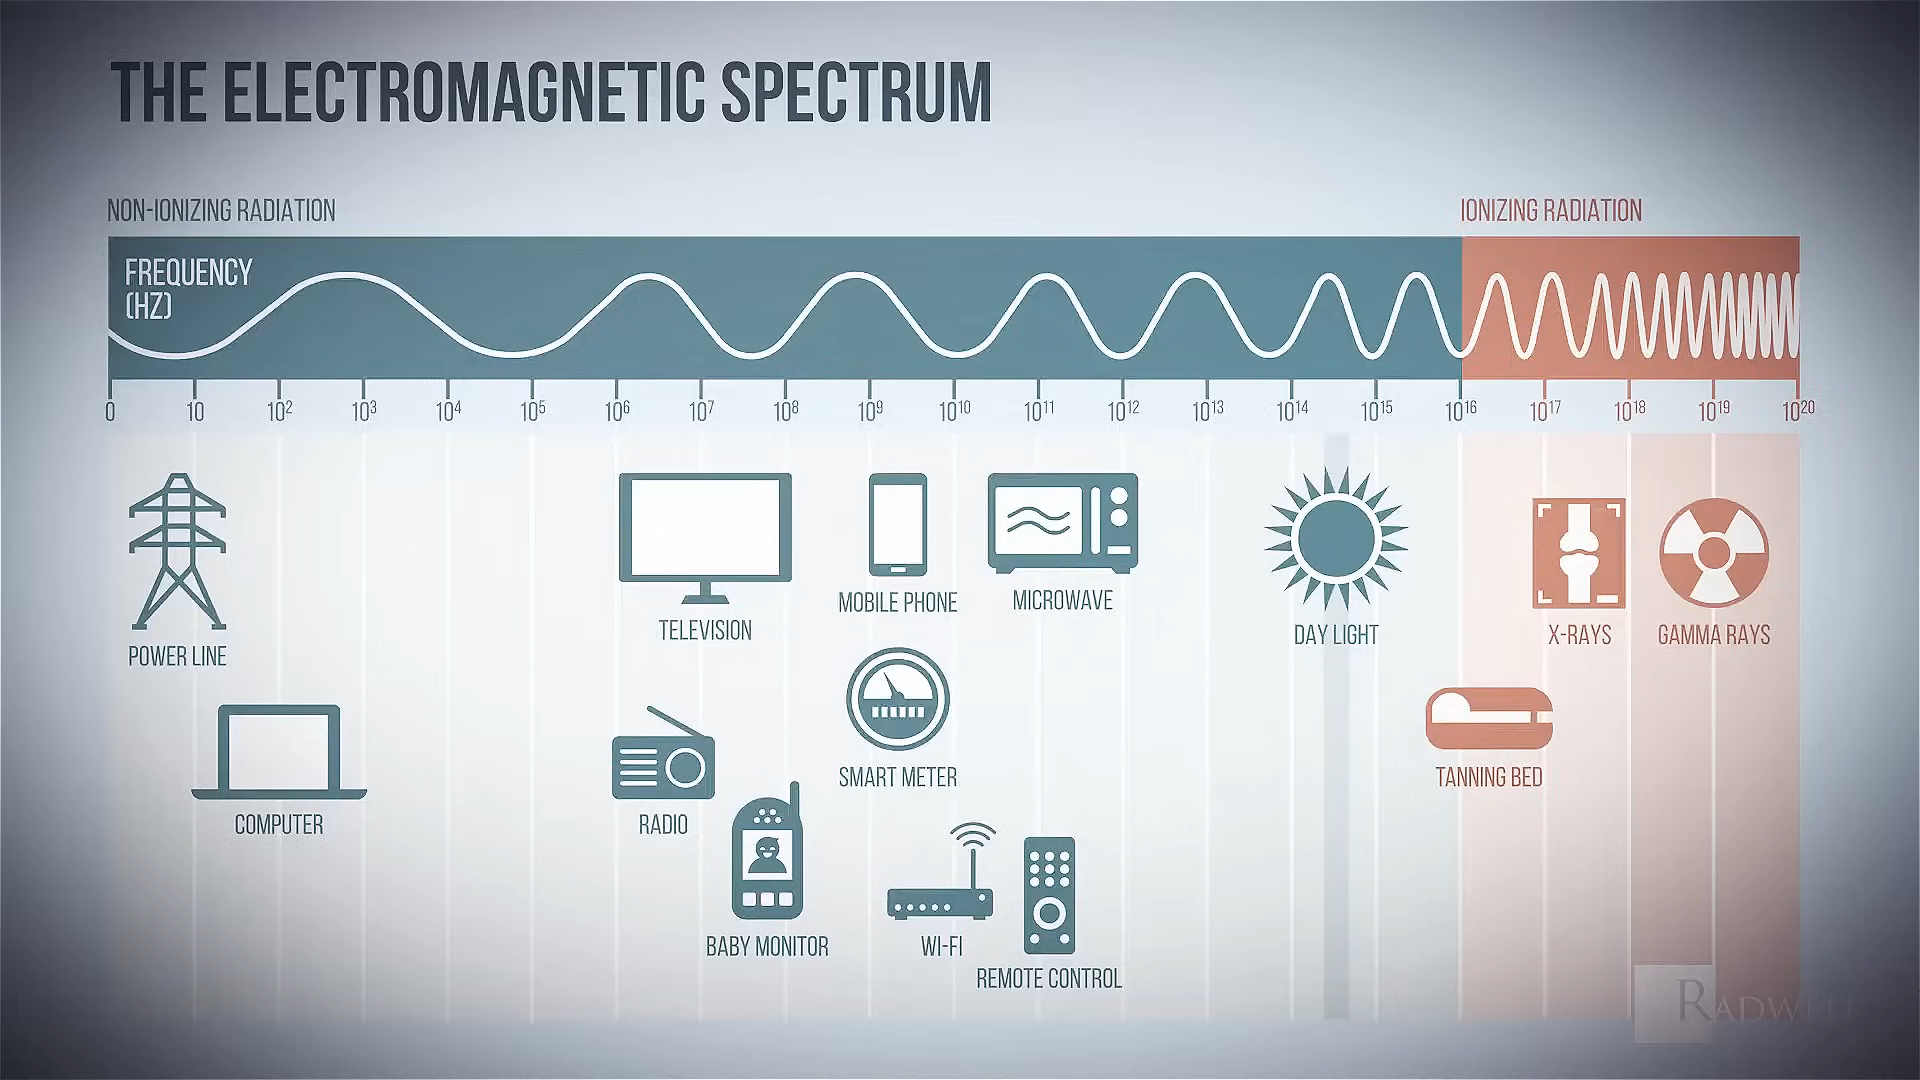 THE ELECTROMAGNETIC SPECTRUM
NON-IONIZING RADIATION
IONIZING RADIATION
FREQUENCY
(HZ)
0 10 10² 10³ 10⁴ 10⁵ 10⁶ 10⁷ 10⁸ 10⁹ 10¹⁰ 10¹¹ 10¹² 10¹³ 10¹⁴ 10¹⁵ 10¹⁶ 10¹⁷ 10¹⁸ 10¹⁹ 10²⁰
POWER LINE
TELEVISION
MOBILE PHONE
MICROWAVE
DAY LIGHT
X-RAYS
GAMMA RAYS
COMPUTER
RADIO
SMART METER
TANNING BED
BABY MONITOR
WI-FI
REMOTE CONTROL